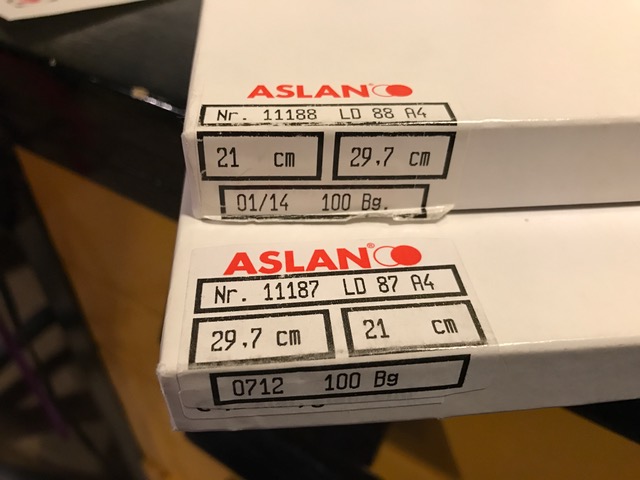 ASLAN®
Nr. 11188 LD 88 A4
21 cm 29,7 cm
01/14 100 Bg.
ASLAN®
Nr. 11187 LD 87 A4
29,7 cm 21 cm
0712 100 Bg